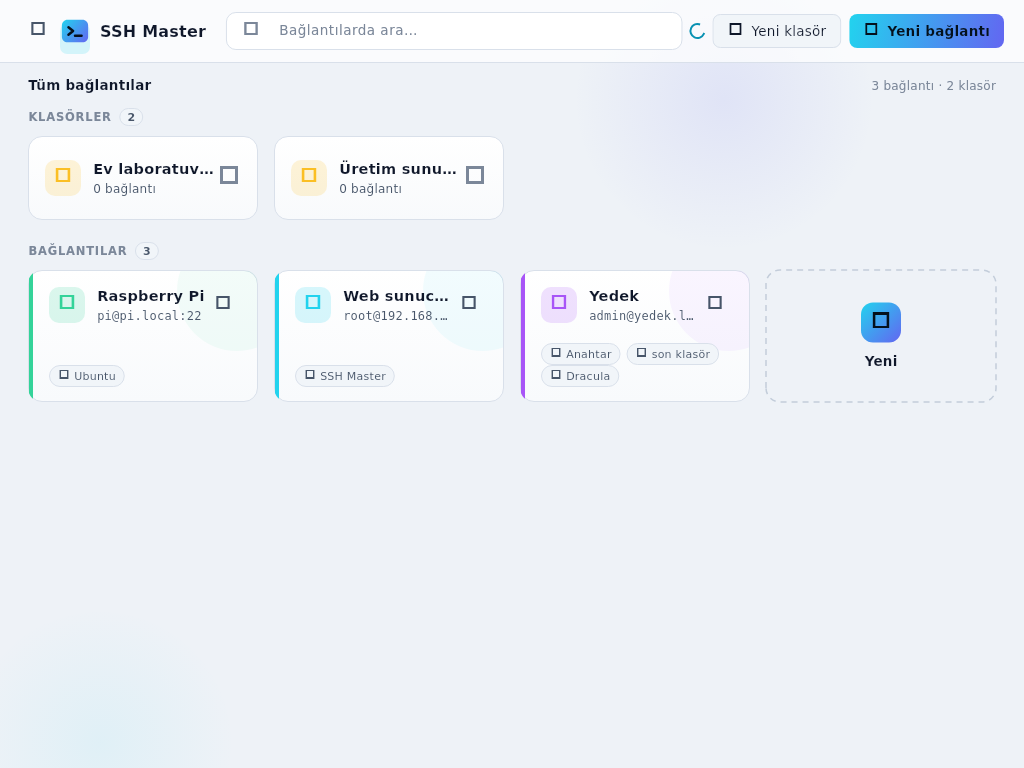 SSH Master
Bağlantılarda ara...
Yeni klasör
Yeni bağlantı
Tüm bağlantılar
3 bağlantı · 2 klasör
KLASÖRLER 2
Ev laboratuv...
0 bağlantı
Üretim sunu...
0 bağlantı
BAĞLANTILAR 3
Raspberry Pi
pi@pi.local:22
Ubuntu
Web sunuc...
root@192.168.…
SSH Master
Yedek
admin@yedek.l…
Anahtar
son klasör
Dracula
Yeni